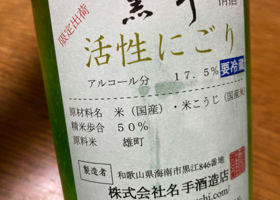 限定出荷
黒牛
活性にごり
アルコール分 17.5%
要冷蔵
原材料名 米(国産)・米こうじ(国産米
精米歩合 50%
原料米 雄町
製造者
和歌山県海南市黒江846番地
株式会社名手酒造店